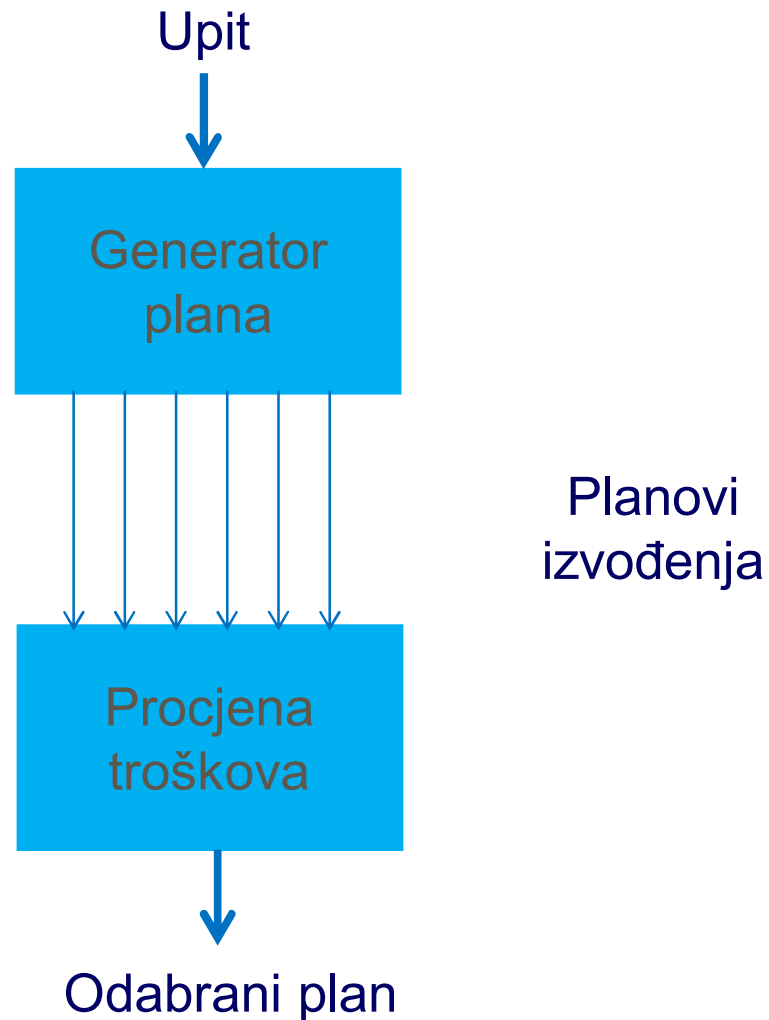 Upit
Generator
plana
Planovi
izvođenja
Procjena
troškova
Odabrani plan